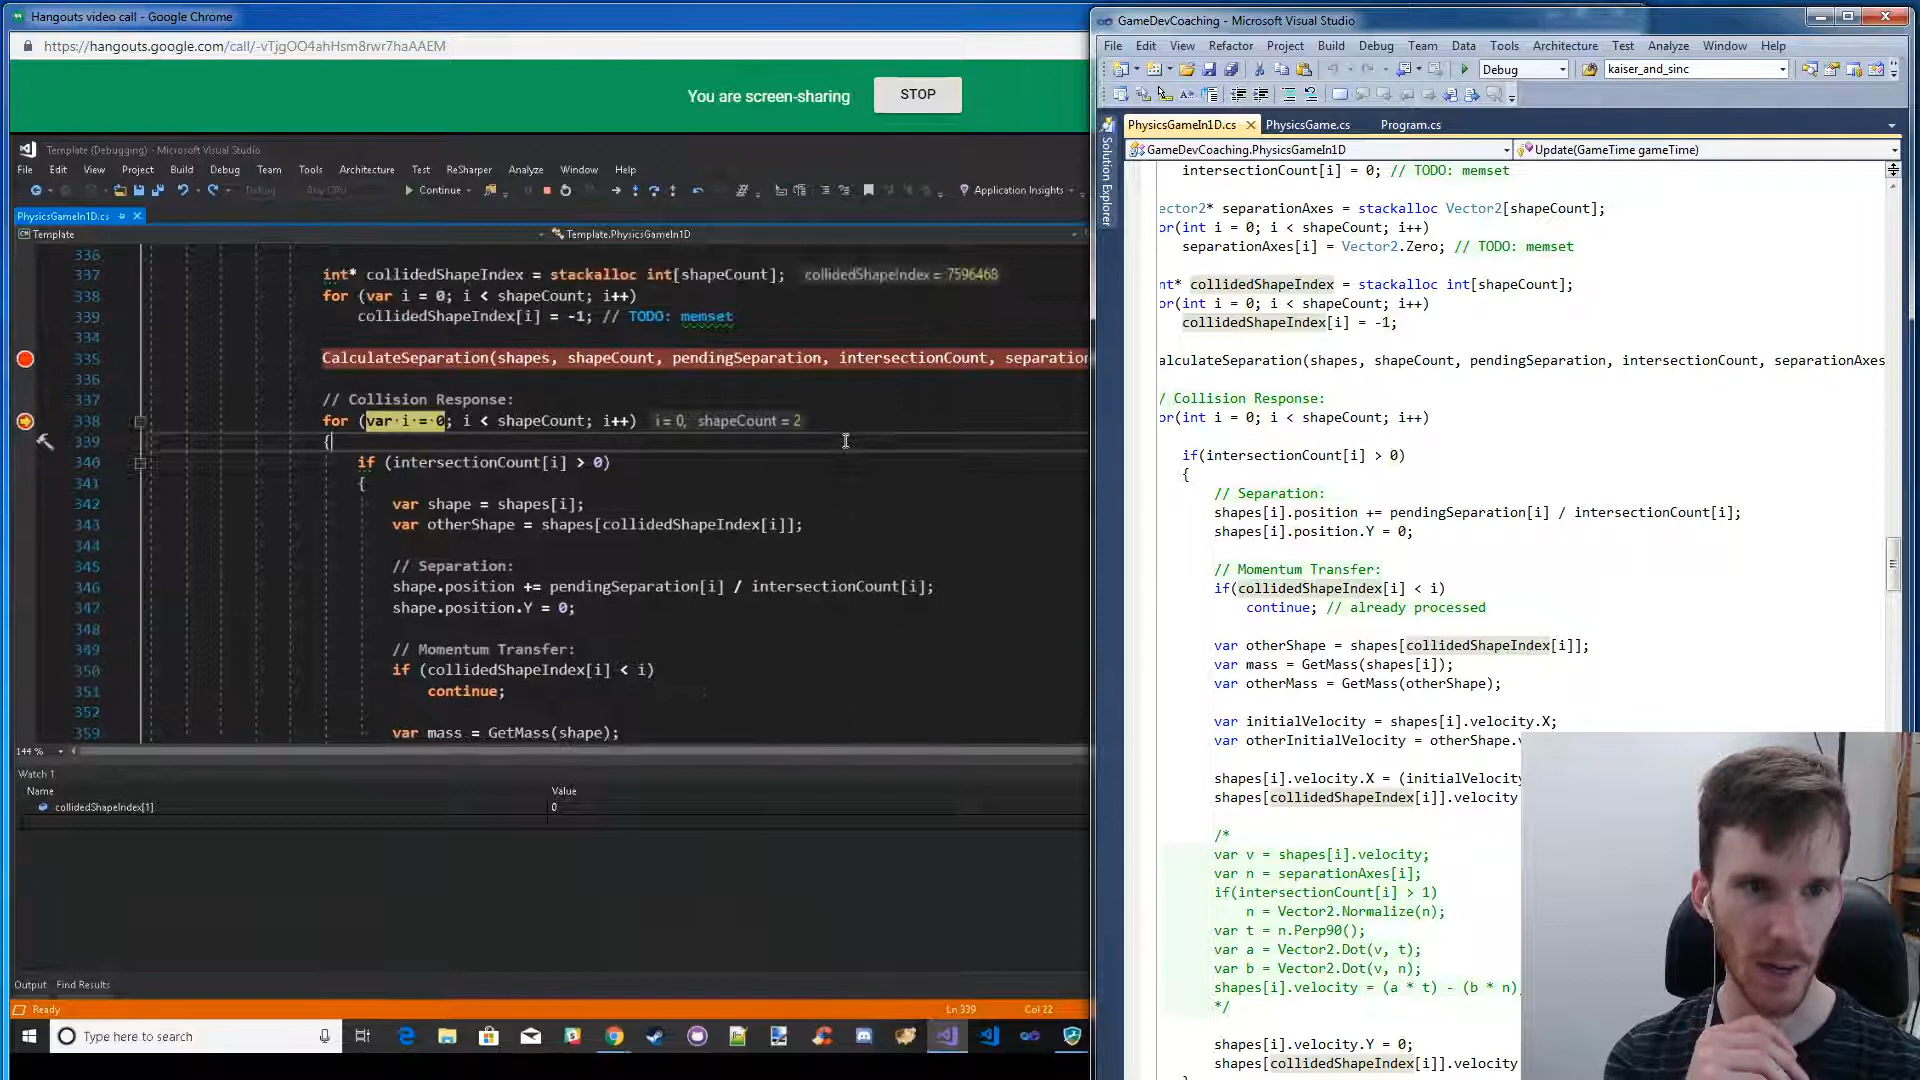 Hangouts video call - Google Chrome
https://hangouts.google.com/call/-vTjgOO4ahHsm8rwr7haAAEM
You are screen-sharing
STOP
Template (Debugging) - Microsoft Visual Studio
File Edit View Project Build Debug Team Tools Architecture Test ReSharper Analyze Window Help
Debug Any CPU Continue Application Insights
PhysicsGameIn1D.cs
Template Template.PhysicsGameIn1D
336
337 int* collidedShapeIndex = stackalloc int[shapeCount]; collidedShapeIndex = 7596468
338 for (var i = 0; i < shapeCount; i++)
339 collidedShapeIndex[i] = -1; // TODO: memset
334
335 CalculateSeparation(shapes, shapeCount, pendingSeparation, intersectionCount, separation
336
337 // Collision Response:
338 for (var i = 0; i < shapeCount; i++) i = 0, shapeCount = 2
339 {
340 if (intersectionCount[i] > 0)
341 {
342 var shape = shapes[i];
343 var otherShape = shapes[collidedShapeIndex[i]];
344
345 // Separation:
346 shape.position += pendingSeparation[i] / intersectionCount[i];
347 shape.position.Y = 0;
348
349 // Momentum Transfer:
350 if (collidedShapeIndex[i] < i)
351 continue;
352
359 var mass = GetMass(shape);
144 %
Watch 1
Name Value
collidedShapeIndex[1] 0
Output Find Results
Ready Ln 339 Col 22
Type here to search
GameDevCoaching - Microsoft Visual Studio
File Edit View Refactor Project Build Debug Team Data Tools Architecture Test Analyze Window Help
Debug kaiser_and_sinc
Solution Explorer
PhysicsGameIn1D.cs PhysicsGame.cs Program.cs
GameDevCoaching.PhysicsGameIn1D Update(GameTime gameTime)
intersectionCount[i] = 0; // TODO: memset
ector2* separationAxes = stackalloc Vector2[shapeCount];
or(int i = 0; i < shapeCount; i++)
separationAxes[i] = Vector2.Zero; // TODO: memset
nt* collidedShapeIndex = stackalloc int[shapeCount];
or(int i = 0; i < shapeCount; i++)
collidedShapeIndex[i] = -1;
alculateSeparation(shapes, shapeCount, pendingSeparation, intersectionCount, separationAxes
/ Collision Response:
or(int i = 0; i < shapeCount; i++)
if(intersectionCount[i] > 0)
{
// Separation:
shapes[i].position += pendingSeparation[i] / intersectionCount[i];
shapes[i].position.Y = 0;
// Momentum Transfer:
if(collidedShapeIndex[i] < i)
continue; // already processed
var otherShape = shapes[collidedShapeIndex[i]];
var mass = GetMass(shapes[i]);
var otherMass = GetMass(otherShape);
var initialVelocity = shapes[i].velocity.X;
var otherInitialVelocity = otherShape.v
shapes[i].velocity.X = (initialVelocity
shapes[collidedShapeIndex[i]].velocity
/*
var v = shapes[i].velocity;
var n = separationAxes[i];
if(intersectionCount[i] > 1)
n = Vector2.Normalize(n);
var t = n.Perp90();
var a = Vector2.Dot(v, t);
var b = Vector2.Dot(v, n);
shapes[i].velocity = (a * t) - (b * n)
*/
shapes[i].velocity.Y = 0;
shapes[collidedShapeIndex[i]].velocity